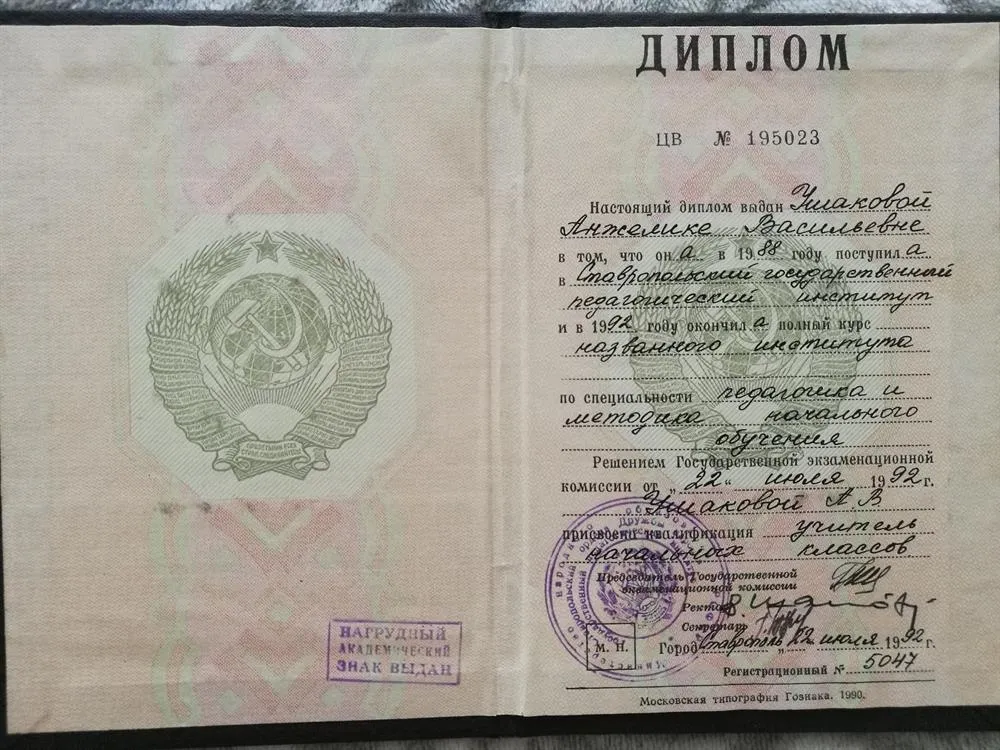 НАГРУДНЫЙ
АКАДЕМИЧЕСКИЙ
ЗНАК ВЫДАН
ДИПЛОМ
ЦВ № 195023
Настоящий диплом выдан Ушаковой
Анжелике Васильевне
в том, что он а в 1988 году поступил а
в Ставропольский государственный
педагогический институт
и в 1992 году окончил а полный курс
названного института
по специальности педагогика и
методика начального
обучения
Решением Государственной экзаменационной
комиссии от „22“ июля 1992 г.
Ушаковой А. В.
присвоена квалификация учитель
начальных классов
Председатель Государственной
экзаменационной комиссии
Ректор
Секретарь
М. П.
Город Ставрополь, 22 июля 1992 г.
Регистрационный № 5047
Московская типография Гознака. 1990.